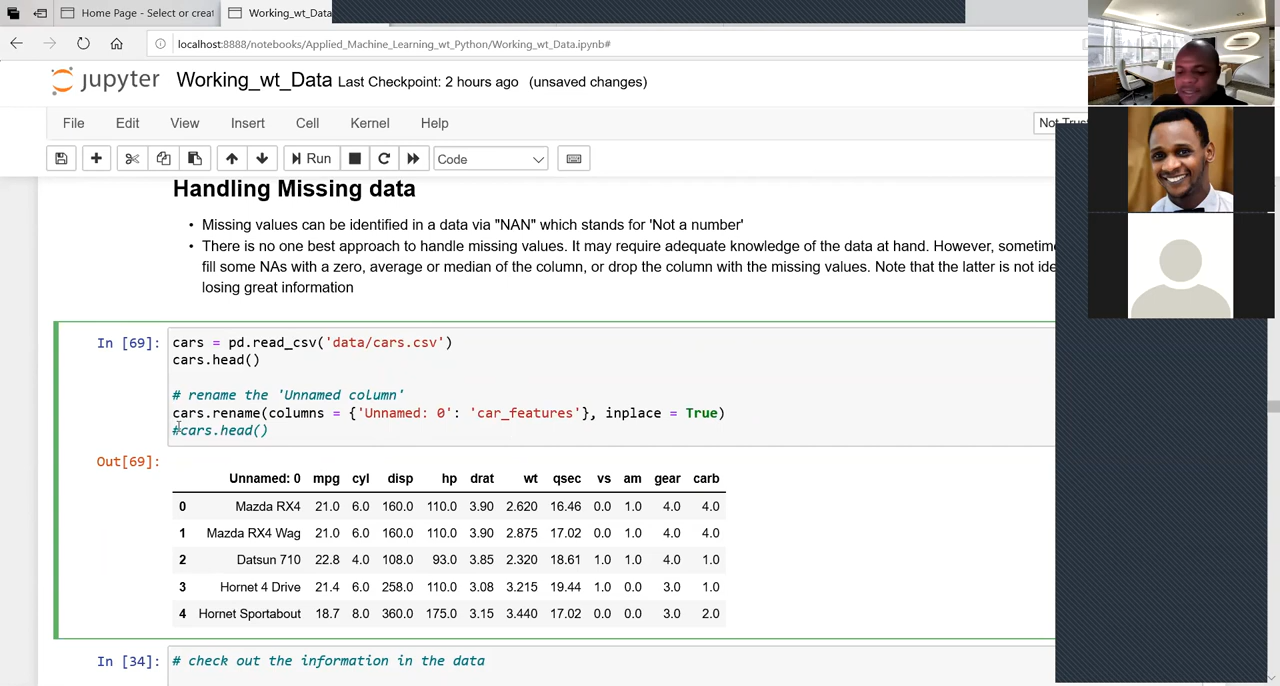 Home Page - Select or creat
Working_wt_Data
localhost:8888/notebooks/Applied_Machine_Learning_wt_Python/Working_wt_Data.ipynb#
jupyter Working_wt_Data Last Checkpoint: 2 hours ago (unsaved changes)
File Edit View Insert Cell Kernel Help
Not Trus
Run Code
Handling Missing data
• Missing values can be identified in a data via "NAN" which stands for 'Not a number'
• There is no one best approach to handle missing values. It may require adequate knowledge of the data at hand. However, sometime
fill some NAs with a zero, average or median of the column, or drop the column with the missing values. Note that the latter is not ide
losing great information
In [69]: cars = pd.read_csv('data/cars.csv')
cars.head()
# rename the 'Unnamed column'
cars.rename(columns = {'Unnamed: 0': 'car_features'}, inplace = True)
#cars.head()
Out[69]:
Unnamed: 0 mpg cyl disp hp drat wt qsec vs am gear carb
0 Mazda RX4 21.0 6.0 160.0 110.0 3.90 2.620 16.46 0.0 1.0 4.0 4.0
1 Mazda RX4 Wag 21.0 6.0 160.0 110.0 3.90 2.875 17.02 0.0 1.0 4.0 4.0
2 Datsun 710 22.8 4.0 108.0 93.0 3.85 2.320 18.61 1.0 1.0 4.0 1.0
3 Hornet 4 Drive 21.4 6.0 258.0 110.0 3.08 3.215 19.44 1.0 0.0 3.0 1.0
4 Hornet Sportabout 18.7 8.0 360.0 175.0 3.15 3.440 17.02 0.0 0.0 3.0 2.0
In [34]: # check out the information in the data